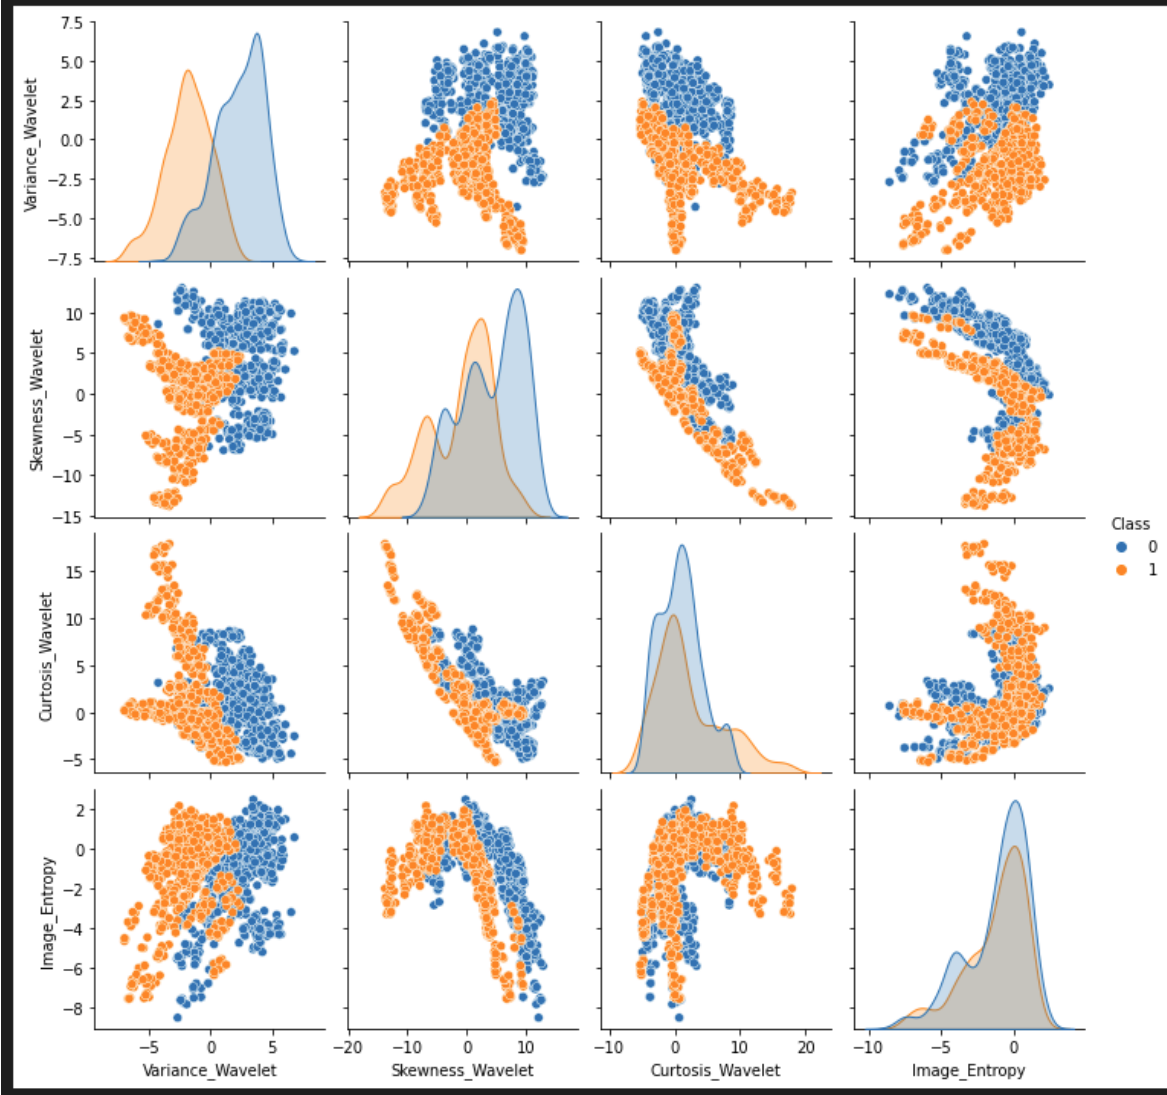 7.5
5.0
2.5
0.0
−2.5
−5.0
−7.5
Variance_Wavelet
10
5
0
−5
−10
−15
Skewness_Wavelet
Class
0
1
15
10
5
0
−5
Curtosis_Wavelet
2
0
−2
−4
−6
−8
Image_Entropy
−5 0 5
−20 −10 0 10
−10 0 10 20
−10 −5 0
Variance_Wavelet
Skewness_Wavelet
Curtosis_Wavelet
Image_Entropy